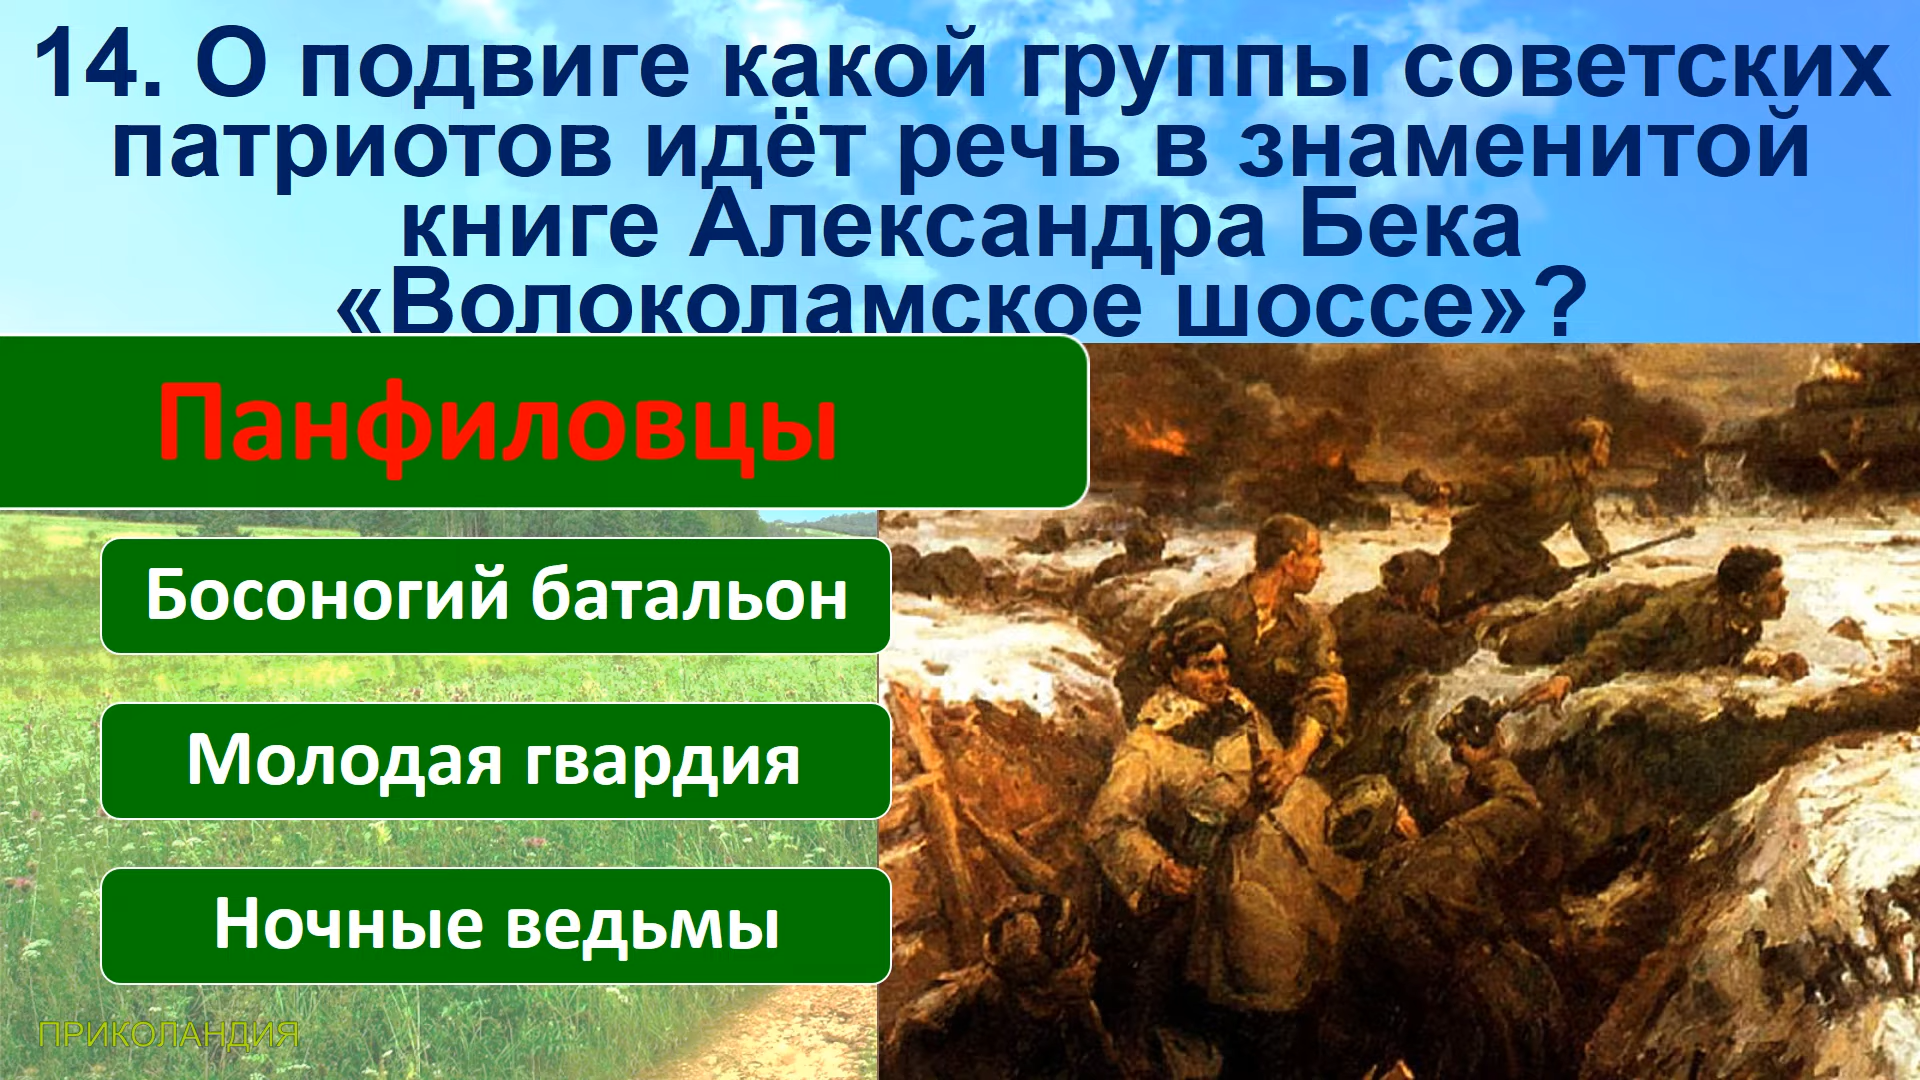 14. О подвиге какой группы советских
патриотов идёт речь в знаменитой
книге Александра Бека
«Волоколамское шоссе»?
Панфиловцы
Босоногий батальон
Молодая гвардия
Ночные ведьмы
ПРИКОЛАНДИЯ